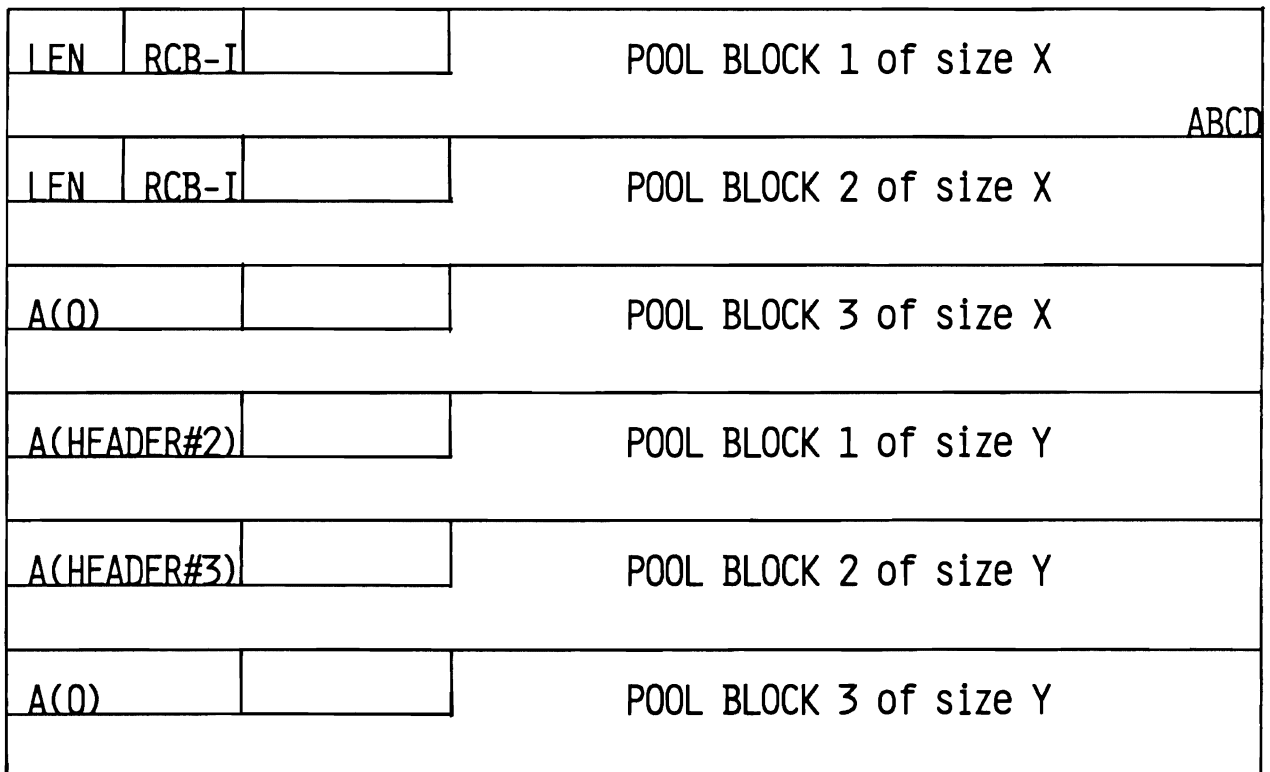 LEN RCB-I POOL BLOCK 1 of size X
ABCD
LEN RCB-I POOL BLOCK 2 of size X
A(0) POOL BLOCK 3 of size X
A(HEADER#2) POOL BLOCK 1 of size Y
A(HEADER#3) POOL BLOCK 2 of size Y
A(0) POOL BLOCK 3 of size Y